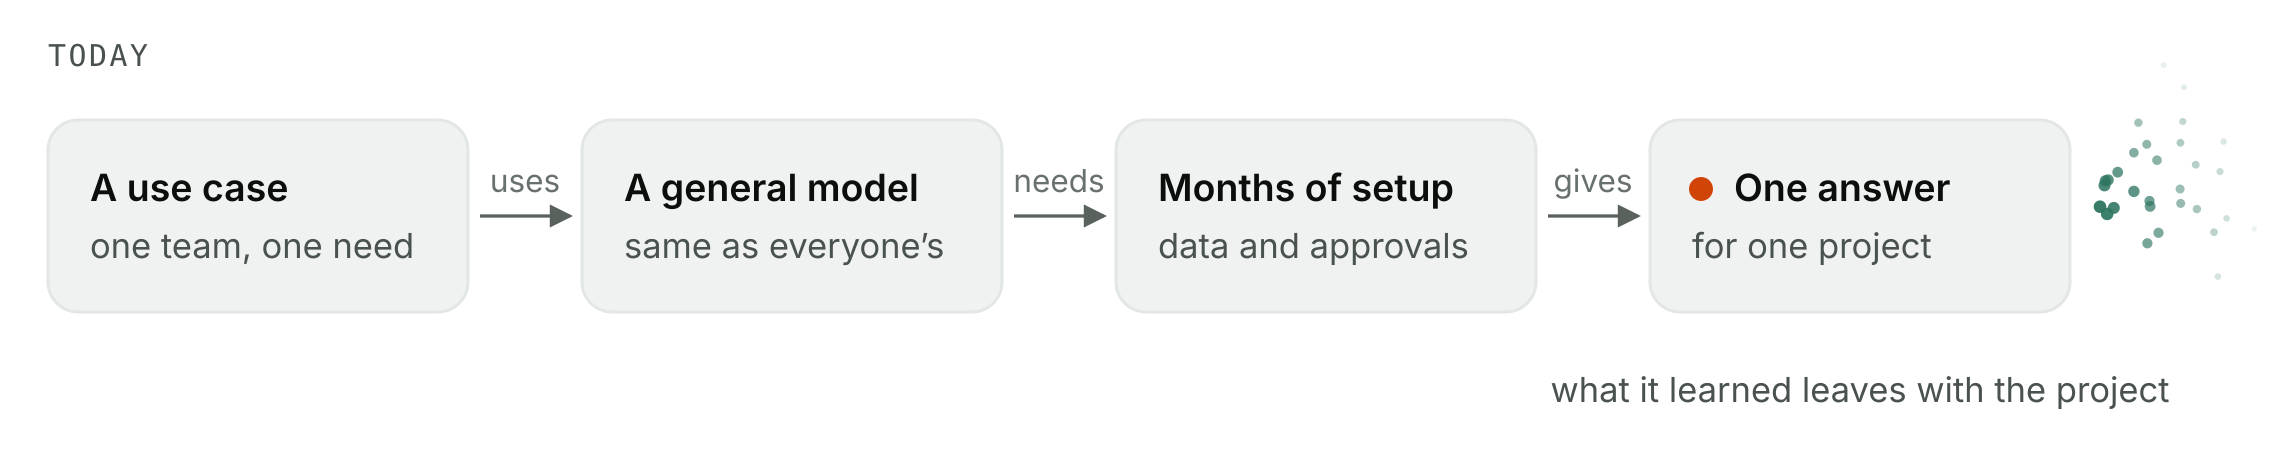 TODAY
A use case
one team, one need
uses
A general model
same as everyone’s
needs
Months of setup
data and approvals
gives
One answer
for one project
what it learned leaves with the project